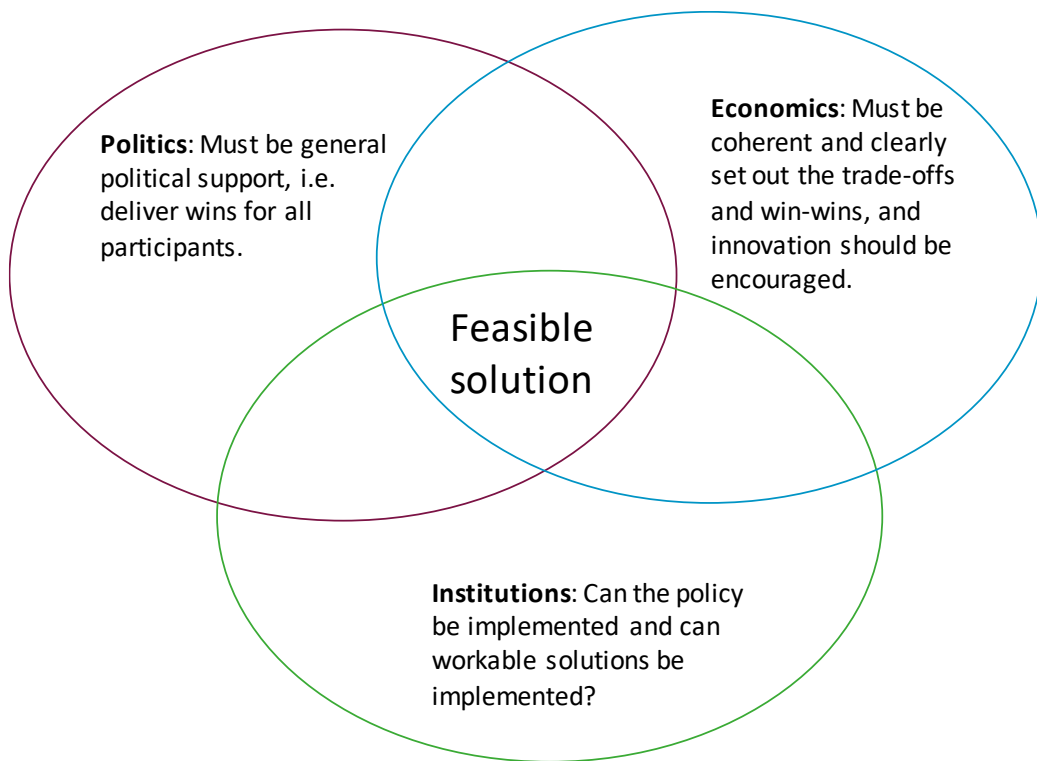 Politics: Must be general
political support, i.e.
deliver wins for all
participants.
Economics: Must be
coherent and clearly
set out the trade-offs
and win-wins, and
innovation should be
encouraged.
Feasible
solution
Institutions: Can the policy
be implemented and can
workable solutions be
implemented?